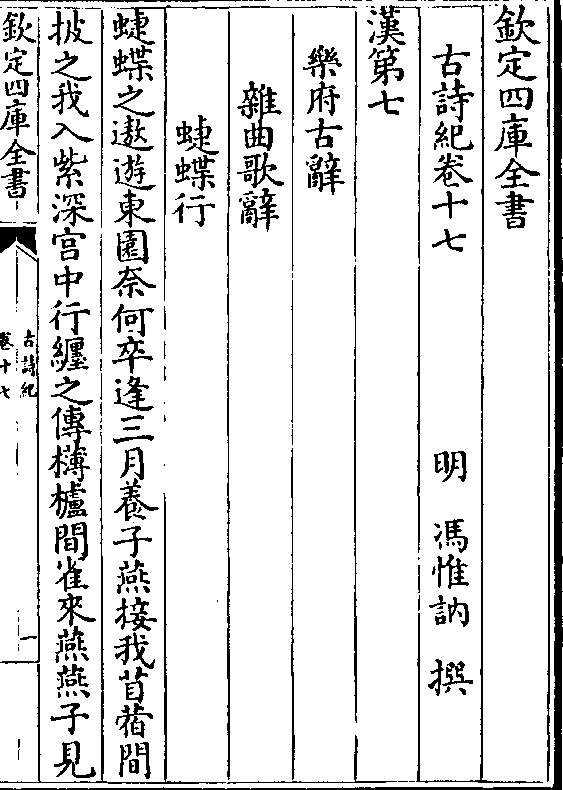 欽定四庫全書
古詩紀卷十七 明 馮惟訥 撰
漢第七
樂府古辭
雜曲歌辭
蜨蝶行
蜨蝶之遨遊東園奈何卒逢三月養子燕接我苜蓿間
披之我入紫深宫中行纒之傅欂櫨間雀來燕燕子見
欽定四庫全書
古詩紀
卷十七
一